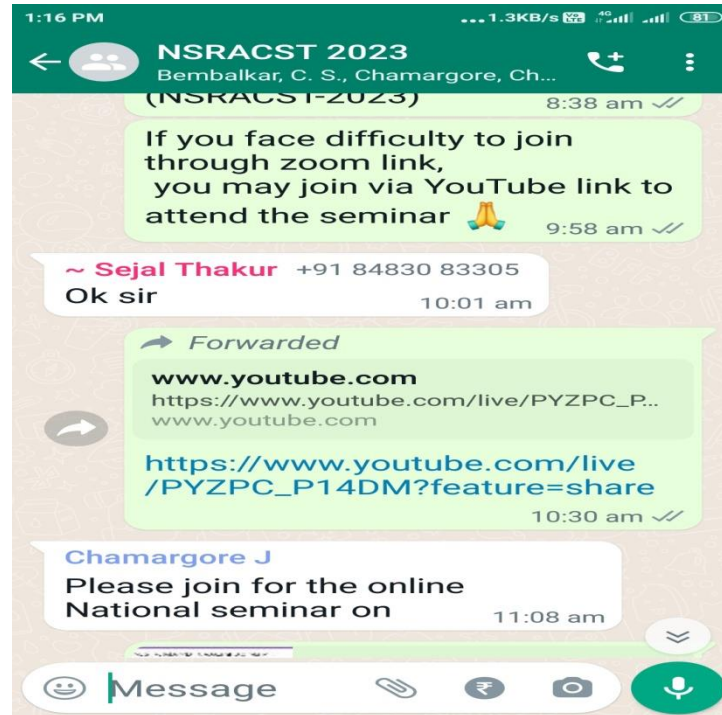 1:16 PM ...1.3KB/s Vo LTE 4G 81
NSRACST 2023
Bembalkar, C. S., Chamargore, Ch...
(NSRACST-2023) 8:38 am
If you face difficulty to join
through zoom link,
you may join via YouTube link to
attend the seminar 🙏 9:58 am
~ Sejal Thakur +91 84830 83305
Ok sir 10:01 am
Forwarded
www.youtube.com
https://www.youtube.com/live/PYZPC_P...
www.youtube.com
https://www.youtube.com/live
/PYZPC_P14DM?feature=share
10:30 am
Chamargore J
Please join for the online
National seminar on 11:08 am
Message ₹